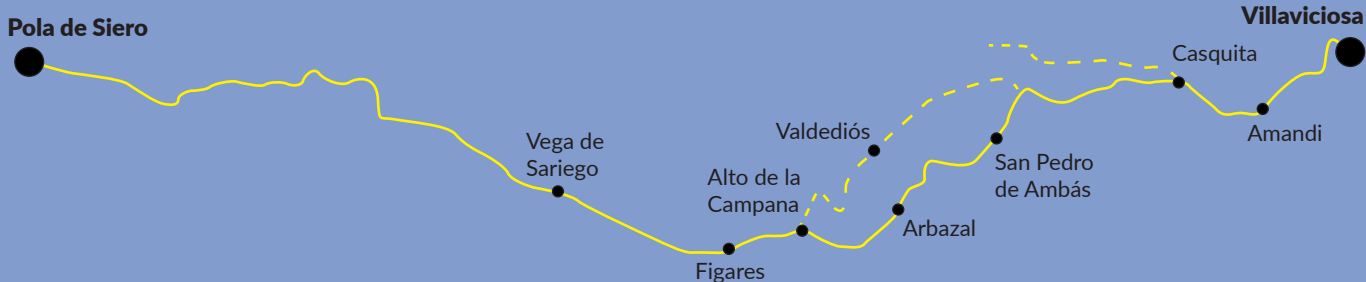 Pola de Siero
Vega de
Sariego
Figares
Alto de la
Campana
Valdediós
Arbazal
San Pedro
de Ambás
Casquita
Amandi
Villaviciosa